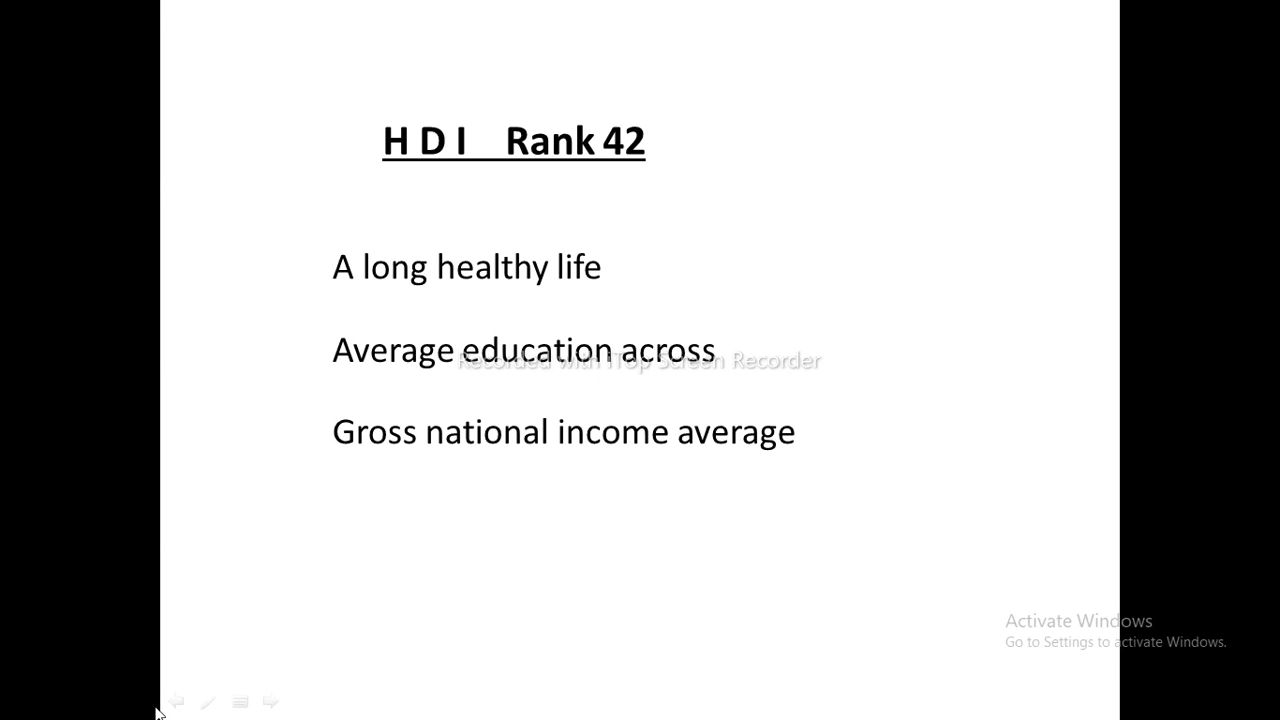 H D I Rank 42
A long healthy life
Average education across
Recorded with iTop Screen Recorder
Gross national income average
Activate Windows
Go to Settings to activate Windows.